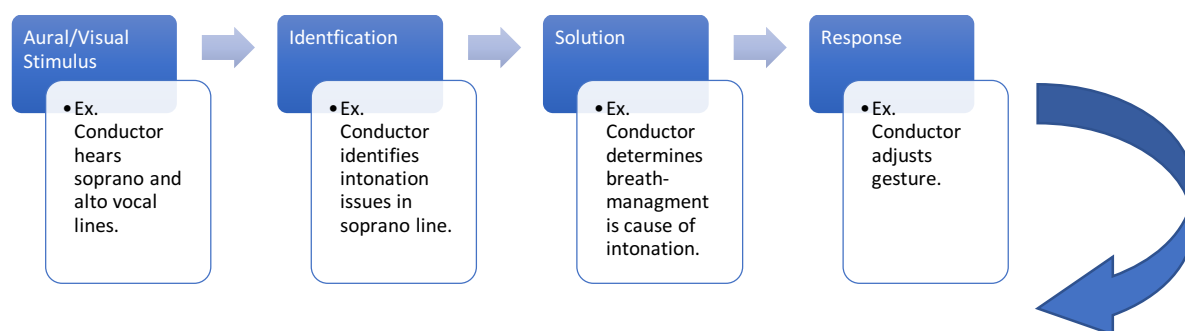 Aural/Visual
Stimulus
• Ex.
Conductor
hears
soprano and
alto vocal
lines.
Identfication
• Ex.
Conductor
identifies
intonation
issues in
soprano line.
Solution
• Ex.
Conductor
determines
breath-
managment
is cause of
intonation.
Response
• Ex.
Conductor
adjusts
gesture.